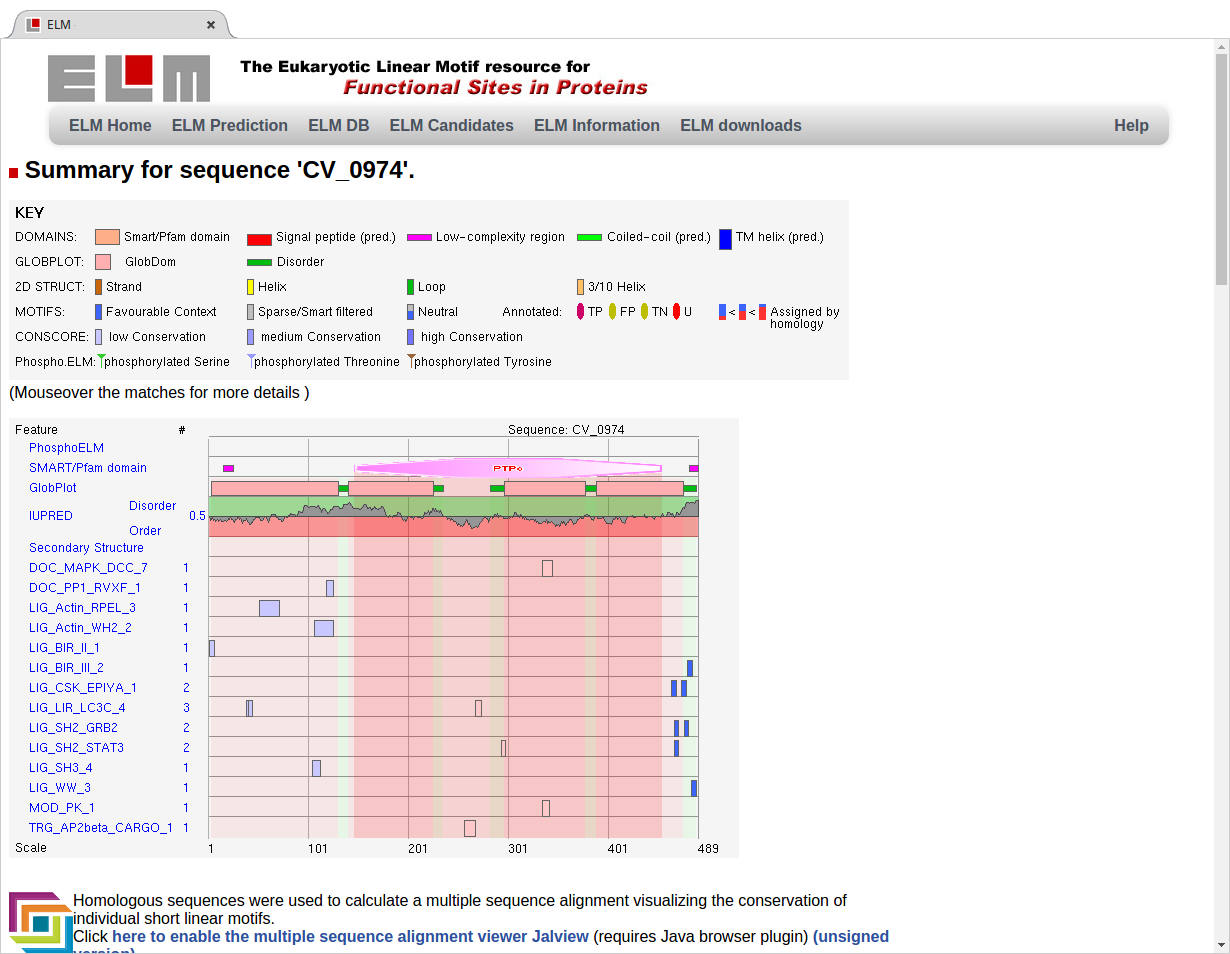 ELM
ELM
The Eukaryotic Linear Motif resource for
Functional Sites in Proteins
ELM Home ELM Prediction ELM DB ELM Candidates ELM Information ELM downloads Help
Summary for sequence 'CV_0974'.
KEY
DOMAINS: Smart/Pfam domain Signal peptide (pred.) Low-complexity region Coiled-coil (pred.) TM helix (pred.)
GLOBPLOT: GlobDom Disorder
2D STRUCT: Strand Helix Loop 3/10 Helix
MOTIFS: Favourable Context Sparse/Smart filtered Neutral Annotated: TP FP TN U < < Assigned by
homology
CONSCORE: low Conservation medium Conservation high Conservation
Phospho.ELM: phosphorylated Serine phosphorylated Threonine phosphorylated Tyrosine
(Mouseover the matches for more details )
Feature # Sequence: CV_0974
PhosphoELM
SMART/Pfam domain PTPc
GlobPlot
Disorder
IUPRED 0.5
Order
Secondary Structure
DOC_MAPK_DCC_7 1
DOC_PP1_RVXF_1 1
LIG_Actin_RPEL_3 1
LIG_Actin_WH2_2 1
LIG_BIR_II_1 1
LIG_BIR_III_2 1
LIG_CSK_EPIYA_1 2
LIG_LIR_LC3C_4 3
LIG_SH2_GRB2 2
LIG_SH2_STAT3 2
LIG_SH3_4 1
LIG_WW_3 1
MOD_PK_1 1
TRG_AP2beta_CARGO_1 1
Scale 1 101 201 301 401 489
Homologous sequences were used to calculate a multiple sequence alignment visualizing the conservation of
individual short linear motifs.
Click here to enable the multiple sequence alignment viewer Jalview (requires Java browser plugin) (unsigned
version)